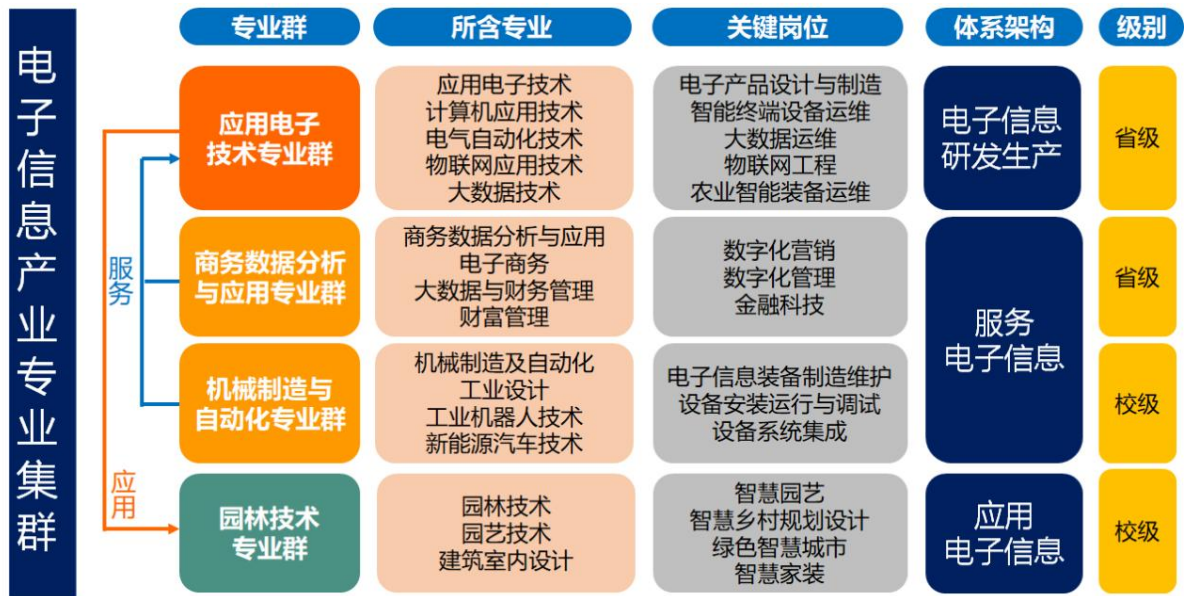 电子信息产业专业集群
专业群
所含专业
关键岗位
体系架构
级别
应用电子
技术专业群
应用电子技术
计算机应用技术
电气自动化技术
物联网应用技术
大数据技术
电子产品设计与制造
智能终端设备运维
大数据运维
物联网工程
农业智能装备运维
电子信息
研发生产
省级
服务
商务数据分析
与应用专业群
商务数据分析与应用
电子商务
大数据与财务管理
财富管理
数字化营销
数字化管理
金融科技
服务
电子信息
省级
机械制造与
自动化专业群
机械制造及自动化
工业设计
工业机器人技术
新能源汽车技术
电子信息装备制造维护
设备安装运行与调试
设备系统集成
校级
应用
园林技术
专业群
园林技术
园艺技术
建筑室内设计
智慧园艺
智慧乡村规划设计
绿色智慧城市
智慧家装
应用
电子信息
校级